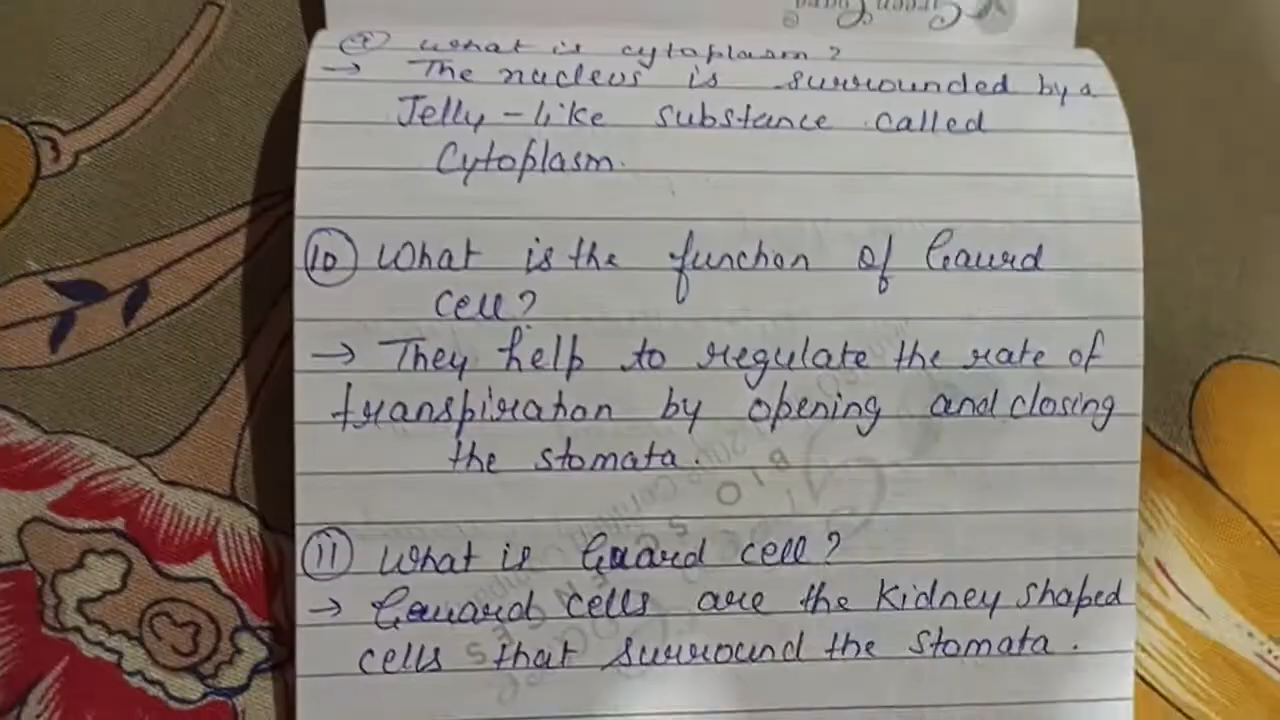 ⑨ What is cytoplasm?
→ The nucleus is surrounded by a
Jelly-like substance called
Cytoplasm.
⑩ What is the function of Gaurd
cell?
→ They help to regulate the rate of
transpiration by opening and closing
the stomata.
⑪ What is Guard cell?
→ Gauard cells are the kidney shaped
cells that surround the stomata.